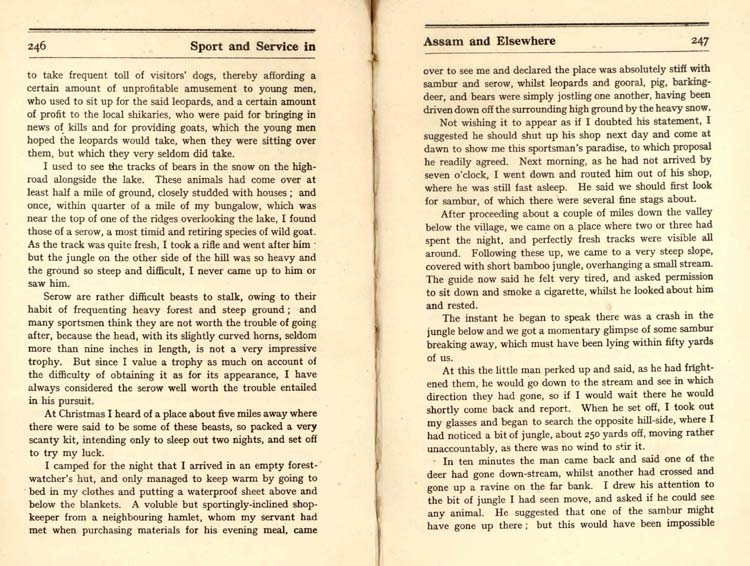 246 Sport and Service in
to take frequent toll of visitors' dogs, thereby affording a
certain amount of unprofitable amusement to young men,
who used to sit up for the said leopards, and a certain amount
of profit to the local shikaries, who were paid for bringing in
news of kills and for providing goats, which the young men
hoped the leopards would take, when they were sitting over
them, but which they very seldom did take.
I used to see the tracks of bears in the snow on the high-
road alongside the lake. These animals had come over at
least half a mile of ground, closely studded with houses; and
once, within quarter of a mile of my bungalow, which was
near the top of one of the ridges overlooking the lake, I found
those of a serow, a most timid and retiring species of wild goat.
As the track was quite fresh, I took a rifle and went after him
but the jungle on the other side of the hill was so heavy and
the ground so steep and difficult, I never came up to him or
saw him.
Serow are rather difficult beasts to stalk, owing to their
habit of frequenting heavy forest and steep ground; and
many sportsmen think they are not worth the trouble of going
after, because the head, with its slightly curved horns, seldom
more than nine inches in length, is not a very impressive
trophy. But since I value a trophy as much on account of
the difficulty of obtaining it as for its appearance, I have
always considered the serow well worth the trouble entailed
in his pursuit.
At Christmas I heard of a place about five miles away where
there were said to be some of these beasts, so packed a very
scanty kit, intending only to sleep out two nights, and set off
to try my luck.
I camped for the night that I arrived in an empty forest-
watcher's hut, and only managed to keep warm by going to
bed in my clothes and putting a waterproof sheet above and
below the blankets. A voluble but sportingly-inclined shop-
keeper from a neighbouring hamlet, whom my servant had
met when purchasing materials for his evening meal, came
Assam and Elsewhere 247
over to see me and declared the place was absolutely stiff with
sambur and serow, whilst leopards and gooral, pig, barking-
deer, and bears were simply jostling one another, having been
driven down off the surrounding high ground by the heavy snow.
Not wishing it to appear as if I doubted his statement, I
suggested he should shut up his shop next day and come at
dawn to show me this sportsman's paradise, to which proposal
he readily agreed. Next morning, as he had not arrived by
seven o'clock, I went down and routed him out of his shop,
where he was still fast asleep. He said we should first look
for sambur, of which there were several fine stags about.
After proceeding about a couple of miles down the valley
below the village, we came on a place where two or three had
spent the night, and perfectly fresh tracks were visible all
around. Following these up, we came to a very steep slope,
covered with short bamboo jungle, overhanging a small stream.
The guide now said he felt very tired, and asked permission
to sit down and smoke a cigarette, whilst he looked about him
and rested.
The instant he began to speak there was a crash in the
jungle below and we got a momentary glimpse of some sambur
breaking away, which must have been lying within fifty yards
of us.
At this the little man perked up and said, as he had fright-
ened them, he would go down to the stream and see in which
direction they had gone, so if I would wait there he would
shortly come back and report. When he set off, I took out
my glasses and began to search the opposite hill-side, where I
had noticed a bit of jungle, about 250 yards off, moving rather
unaccountably, as there was no wind to stir it.
In ten minutes the man came back and said one of the
deer had gone down-stream, whilst another had crossed and
gone up a ravine on the far bank. I drew his attention to
the bit of jungle I had seen move, and asked if he could see
any animal. He suggested that one of the sambur might
have gone up there; but this would have been impossible